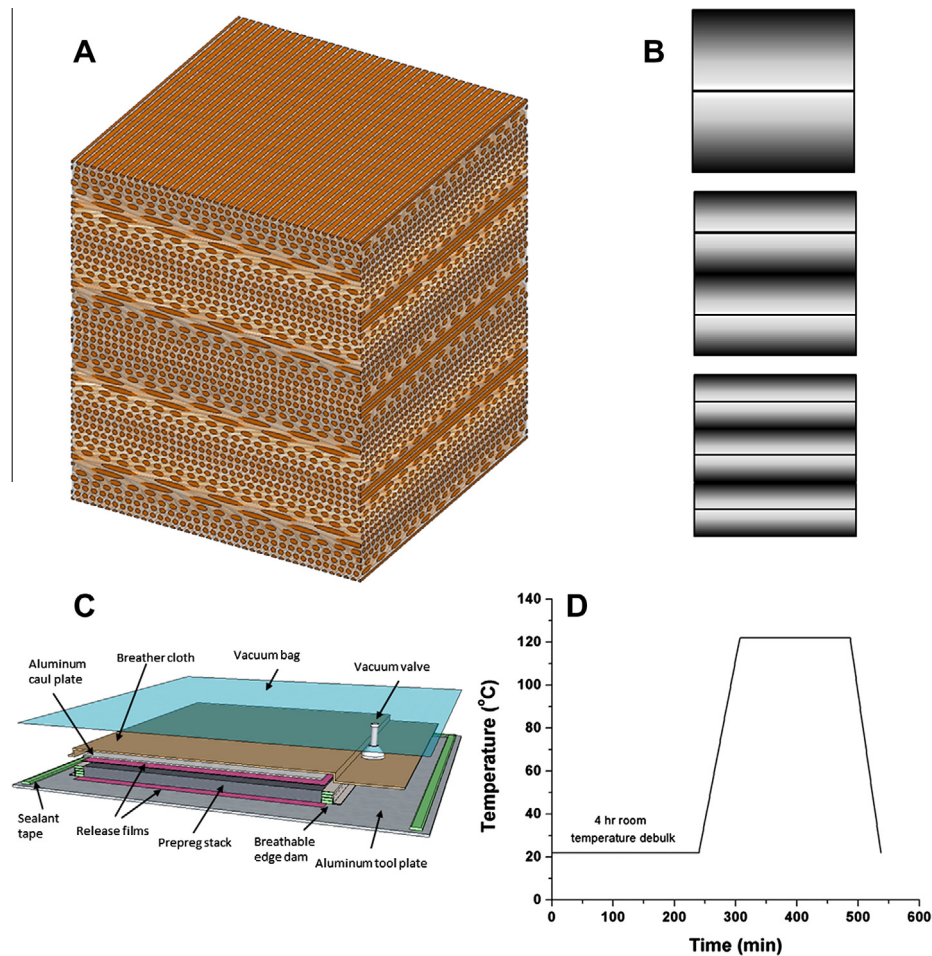 A
B
C
Aluminum
caul plate
Breather cloth
Vacuum bag
Vacuum valve
Sealant
tape
Release films
Prepreg stack
Breathable
edge dam
Aluminum tool plate
D
140
120
100
80
60
40
20
0
Temperature (°C)
4 hr room
temperature debulk
0 100 200 300 400 500 600
Time (min)